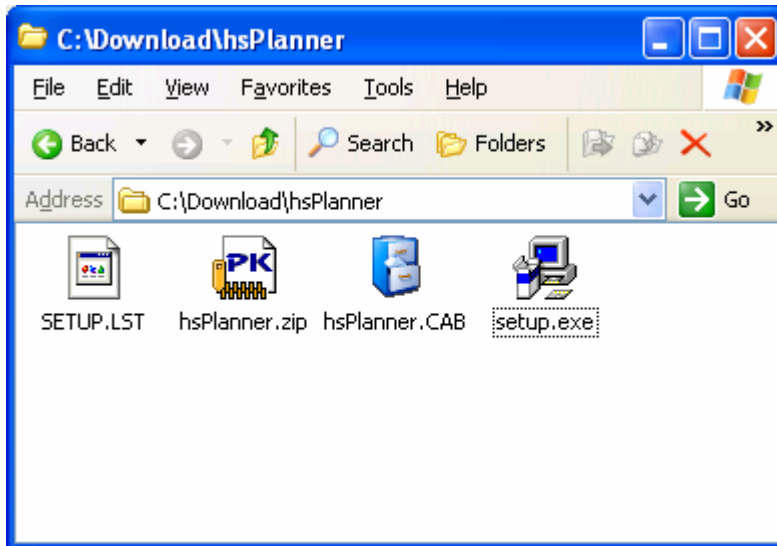 C:\Download\hsPlanner
File Edit View Favorites Tools Help
Back Search Folders »
Address C:\Download\hsPlanner Go
PK
SETUP.LST hsPlanner.zip hsPlanner.CAB setup.exe